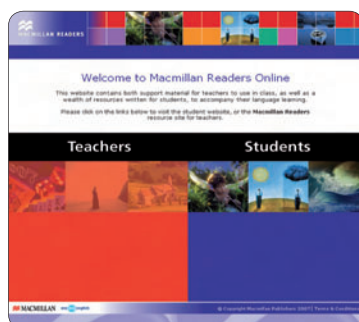 MACMILLAN READERS
Welcome to Macmillan Readers Online
This website contains both support material for teachers to use in class, as well as a
wealth of resources written for students, to accompany their language learning.
Please click on the links below to visit the student website, or the Macmillan Readers
resource site for teachers.
Teachers
Students
MACMILLAN
© Copyright Macmillan Publishers 2007 | Terms & Conditions